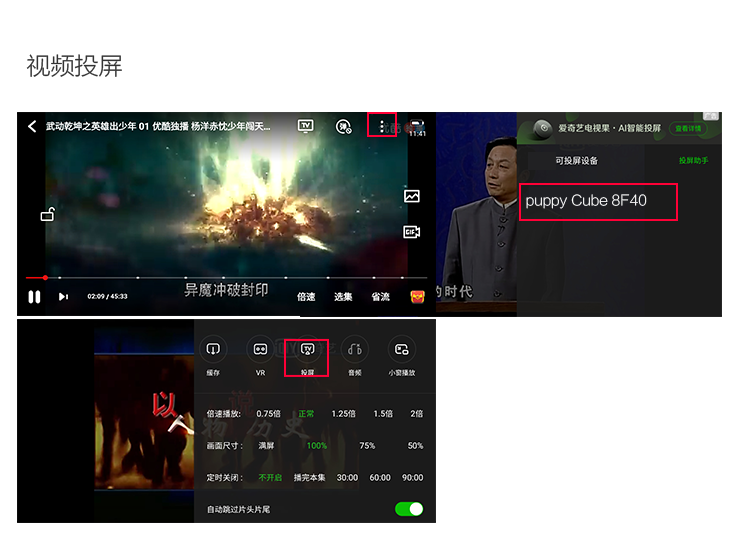 视频投屏
武动乾坤之英雄出少年 01 优酷独播 杨洋赤忱少年闯天...
TV
弹
11:41
GIF
异魔冲破封印
02:09 / 45:33
倍速
选集
省流
广告
爱奇艺电视果·AI智能投屏
查看详情
可投屏设备
投屏助手
puppy Cube 8F40
的时代
TV
缓存
VR
投屏
音频
小窗播放
以
说
人物 历史
倍速播放:
0.75倍
正常
1.25倍
1.5倍
2倍
画面尺寸:
满屏
100%
75%
50%
定时关闭:
不开启
播完本集
30:00
60:00
90:00
自动跳过片头片尾